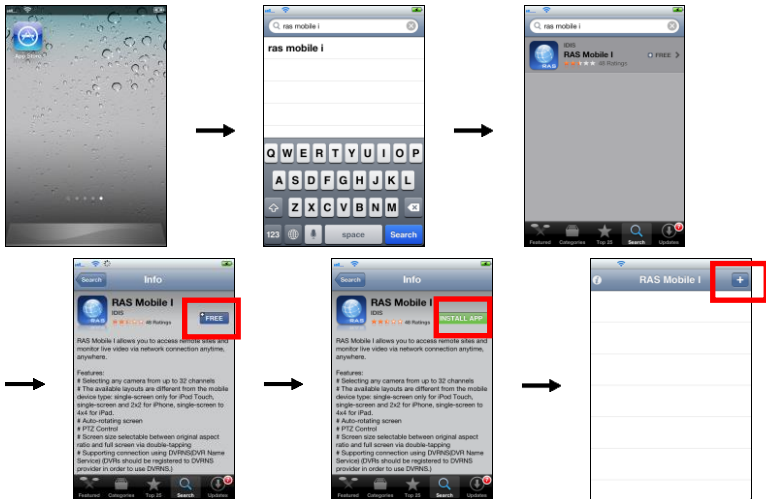 App Store
ras mobile i
ras mobile i
Q W E R T Y U I O P
A S D F G H J K L
Z X C V B N M
123 space Search
ras mobile i
IDIS
RAS Mobile I
FREE
RAS
Featured Categories Top 25 Search Updates
Search Info
RAS Mobile I
IDIS
Ratings
FREE
RAS
RAS Mobile I allows you to access remote sites and
monitor live video via network connection anytime,
anywhere.
Features:
# Selecting any camera from up to 32 channels
# The available layouts are different from the mobile
device type: single-screen only for iPod Touch,
single-screen and 2x2 for iPhone, single-screen to
4x4 for iPad.
# Auto-rotating screen
# PTZ Control
# Screen size selectable between original aspect
ratio and full screen via double-tapping
# Supporting connection using DVRNS(DVR Name
Service) (DVRs should be registered to DVRNS
provider in order to use DVRNS.)
Featured Categories Top 25 Search Updates
Search Info
RAS Mobile I
IDIS
Ratings
INSTALL APP
RAS
RAS Mobile I allows you to access remote sites and
monitor live video via network connection anytime,
anywhere.
Features:
# Selecting any camera from up to 32 channels
# The available layouts are different from the mobile
device type: single-screen only for iPod Touch,
single-screen and 2x2 for iPhone, single-screen to
4x4 for iPad.
# Auto-rotating screen
# PTZ Control
# Screen size selectable between original aspect
ratio and full screen via double-tapping
# Supporting connection using DVRNS(DVR Name
Service) (DVRs should be registered to DVRNS
provider in order to use DVRNS.)
Featured Categories Top 25 Search Updates
RAS Mobile I +